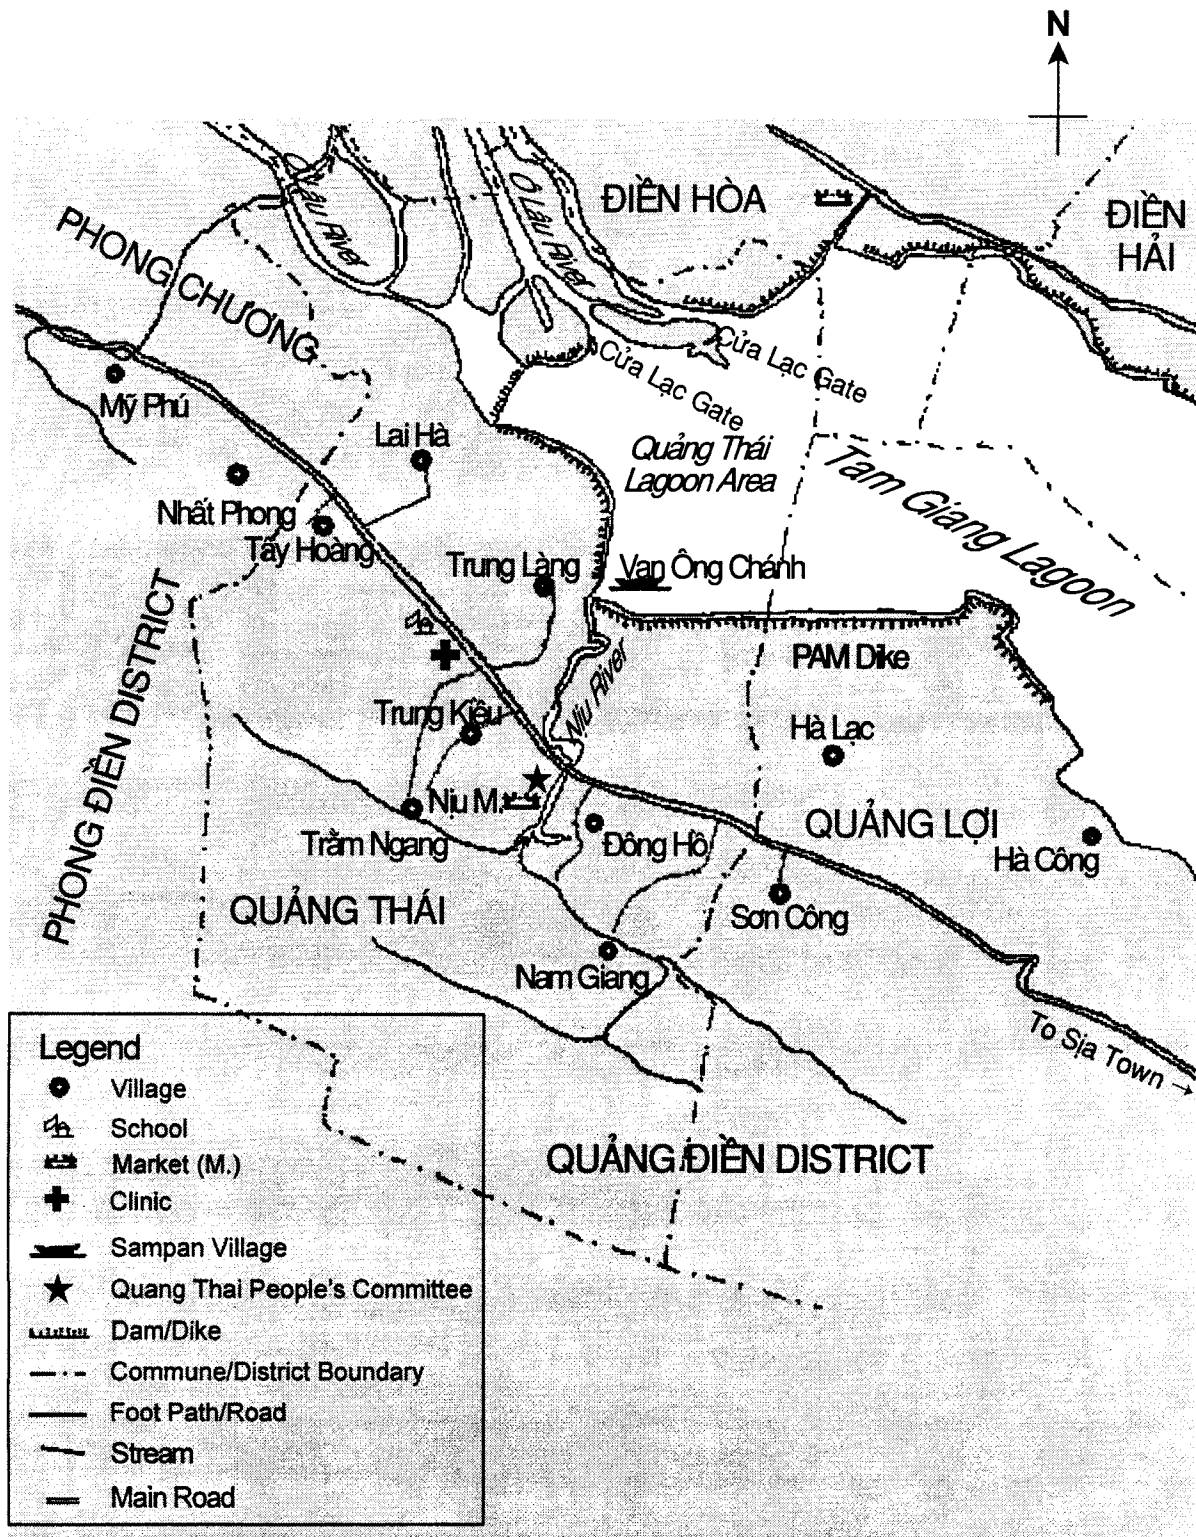 N
ĐIỀN HÒA
ĐIỀN
HẢI
Lâu River
Ô Lâu River
PHONG CHƯƠNG
Cửa Lạc Gate
Cửa Lạc Gate
Mỹ Phú
Lai Hà
Quảng Thái
Lagoon Area
Tam Giang Lagoon
Nhất Phong
Tây Hoàng
Trung Làng
Vạn Ông Chánh
PHONG ĐIỀN DISTRICT
PAM Dike
Niu River
Trung Kiều
Hà Lạc
Nịu M.
Trằm Ngang
Đông Hồ
QUẢNG LỢI
Hà Công
QUẢNG THÁI
Sơn Công
Nam Giang
To Sịa Town →
QUẢNG ĐIỀN DISTRICT
Legend
Village
School
Market (M.)
Clinic
Sampan Village
Quang Thai People's Committee
Dam/Dike
Commune/District Boundary
Foot Path/Road
Stream
Main Road